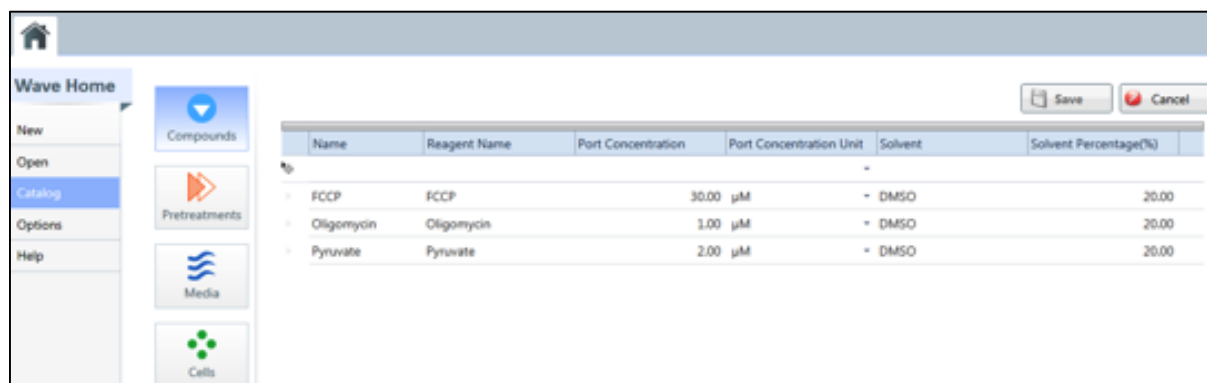 Wave Home
New
Open
Catalog
Options
Help
Compounds
Pretreatments
Media
Cells
Save Cancel
Name Reagent Name Port Concentration Port Concentration Unit Solvent Solvent Percentage(%)
FCCP FCCP 30.00 µM DMSO 20.00
Oligomycin Oligomycin 1.00 µM DMSO 20.00
Pyruvate Pyruvate 2.00 µM DMSO 20.00